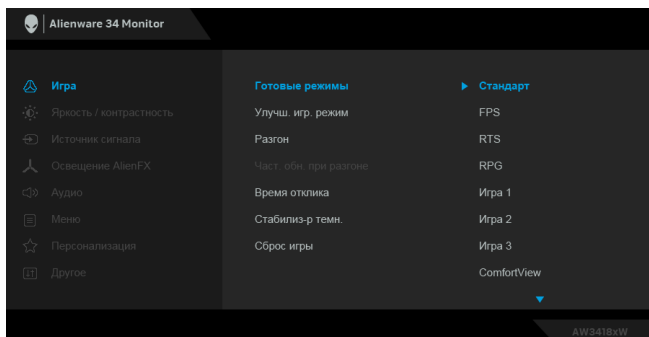 Alienware 34 Monitor
Игра
Готовые режимы
Стандарт
Яркость / контрастность
Улучш. игр. режим
FPS
Источник сигнала
Разгон
RTS
Освещение AlienFX
Част. обн. при разгоне
RPG
Аудио
Время отклика
Игра 1
Меню
Стабилиз-р темн.
Игра 2
Персонализация
Сброс игры
Игра 3
Другое
ComfortView
AW3418xW